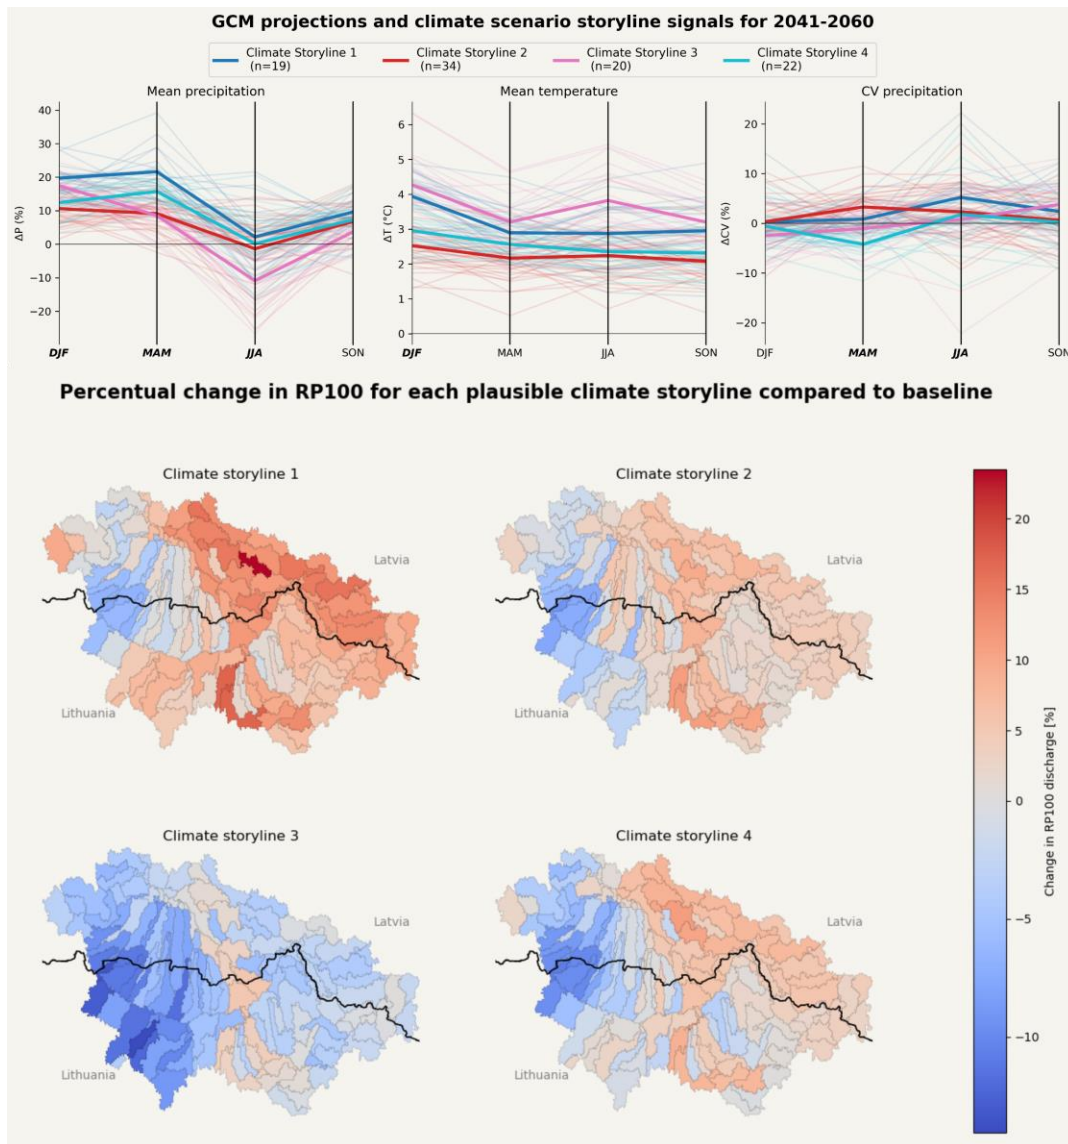 GCM projections and climate scenario storyline signals for 2041-2060
Climate Storyline 1
(n=19)
Climate Storyline 2
(n=34)
Climate Storyline 3
(n=20)
Climate Storyline 4
(n=22)
Mean precipitation
40
30
20
10
0
−10
−20
ΔP (%)
DJF MAM JJA SON
Mean temperature
6
5
4
3
2
1
0
ΔT (°C)
DJF MAM JJA SON
CV precipitation
20
10
0
−10
−20
ΔCV (%)
DJF MAM JJA SON
Percentual change in RP100 for each plausible climate storyline compared to baseline
Climate storyline 1
Latvia
Lithuania
Climate storyline 2
Latvia
Lithuania
Climate storyline 3
Latvia
Lithuania
Climate storyline 4
Latvia
Lithuania
20
15
10
5
0
−5
−10
Change in RP100 discharge [%]